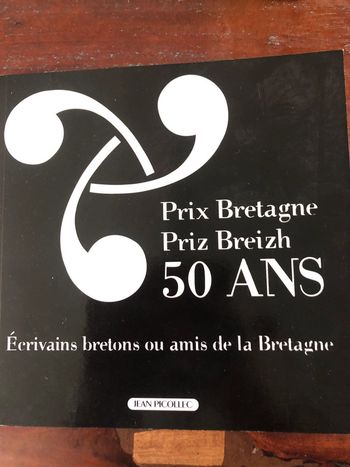 Prix Bretagne
Priz Breizh
50 ANS
Écrivains bretons ou amis de la Bretagne
JEAN PICOLLEC